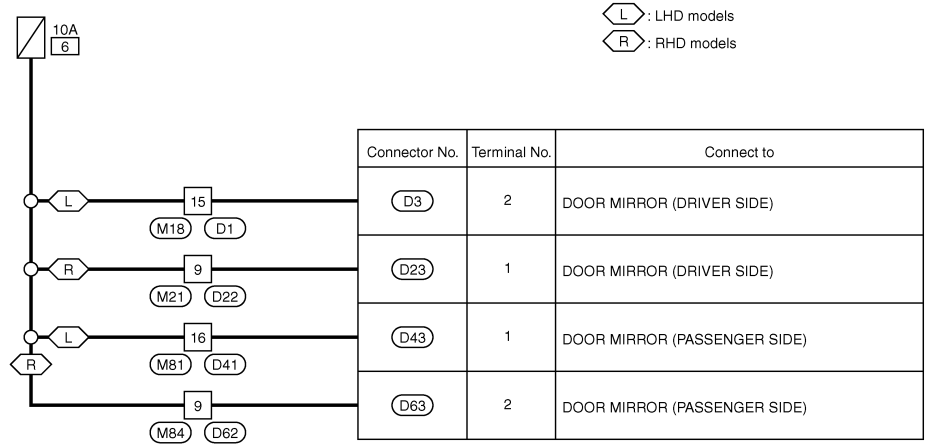 10A
6
L : LHD models
R : RHD models
Connector No. Terminal No. Connect to
L 15 D3 2 DOOR MIRROR (DRIVER SIDE)
M18 D1
R 9 D23 1 DOOR MIRROR (DRIVER SIDE)
M21 D22
L 16 D43 1 DOOR MIRROR (PASSENGER SIDE)
R M81 D41
9 D63 2 DOOR MIRROR (PASSENGER SIDE)
M84 D62